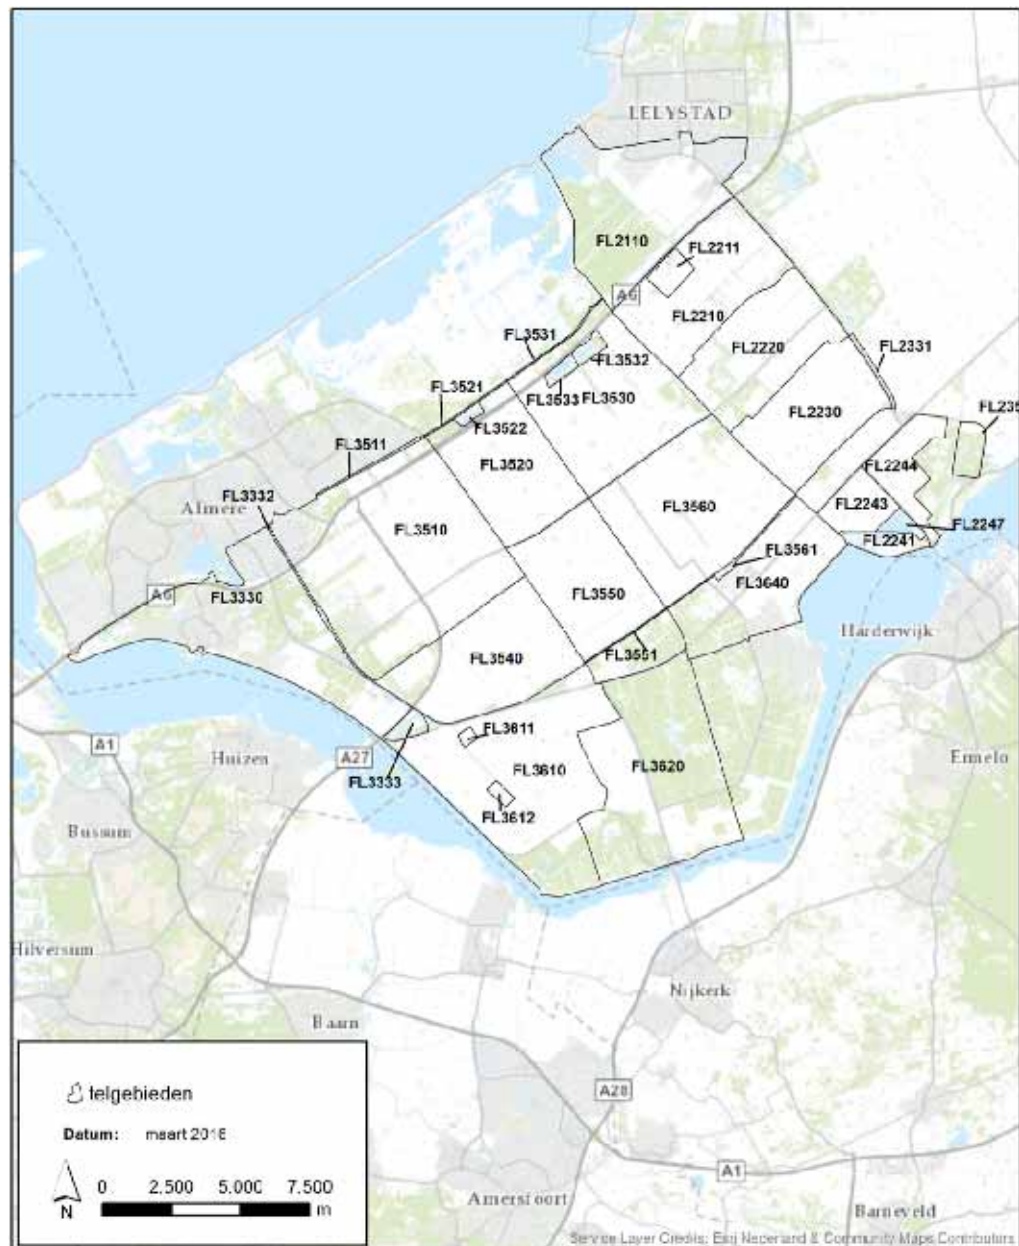 LELYSTAD
FL2110
FL2211
A6
FL2210
FL3531
FL2220
FL2331
FL3532
FL3521
FL3533
FL3530
FL2230
FL235
FL3522
FL3511
FL3520
FL2244
FL3332
FL2243
Almere
FL3560
FL2247
FL3510
FL2241
FL3561
FL3640
A6
FL3330
FL3550
Harderwijk
FL3551
FL3540
FL3611
A1
Huizen
A27
Ermelo
FL3620
FL3610
FL3333
FL3612
Bussum
Hilversum
Nijkerk
Baarn
telgebieden
A28
Datum: maart 2016
A1
0 2.500 5.000 7.500
m
N
Amersfoort
Barneveld
Service Layer Credits: Esri Nederland & Community Maps Contributors